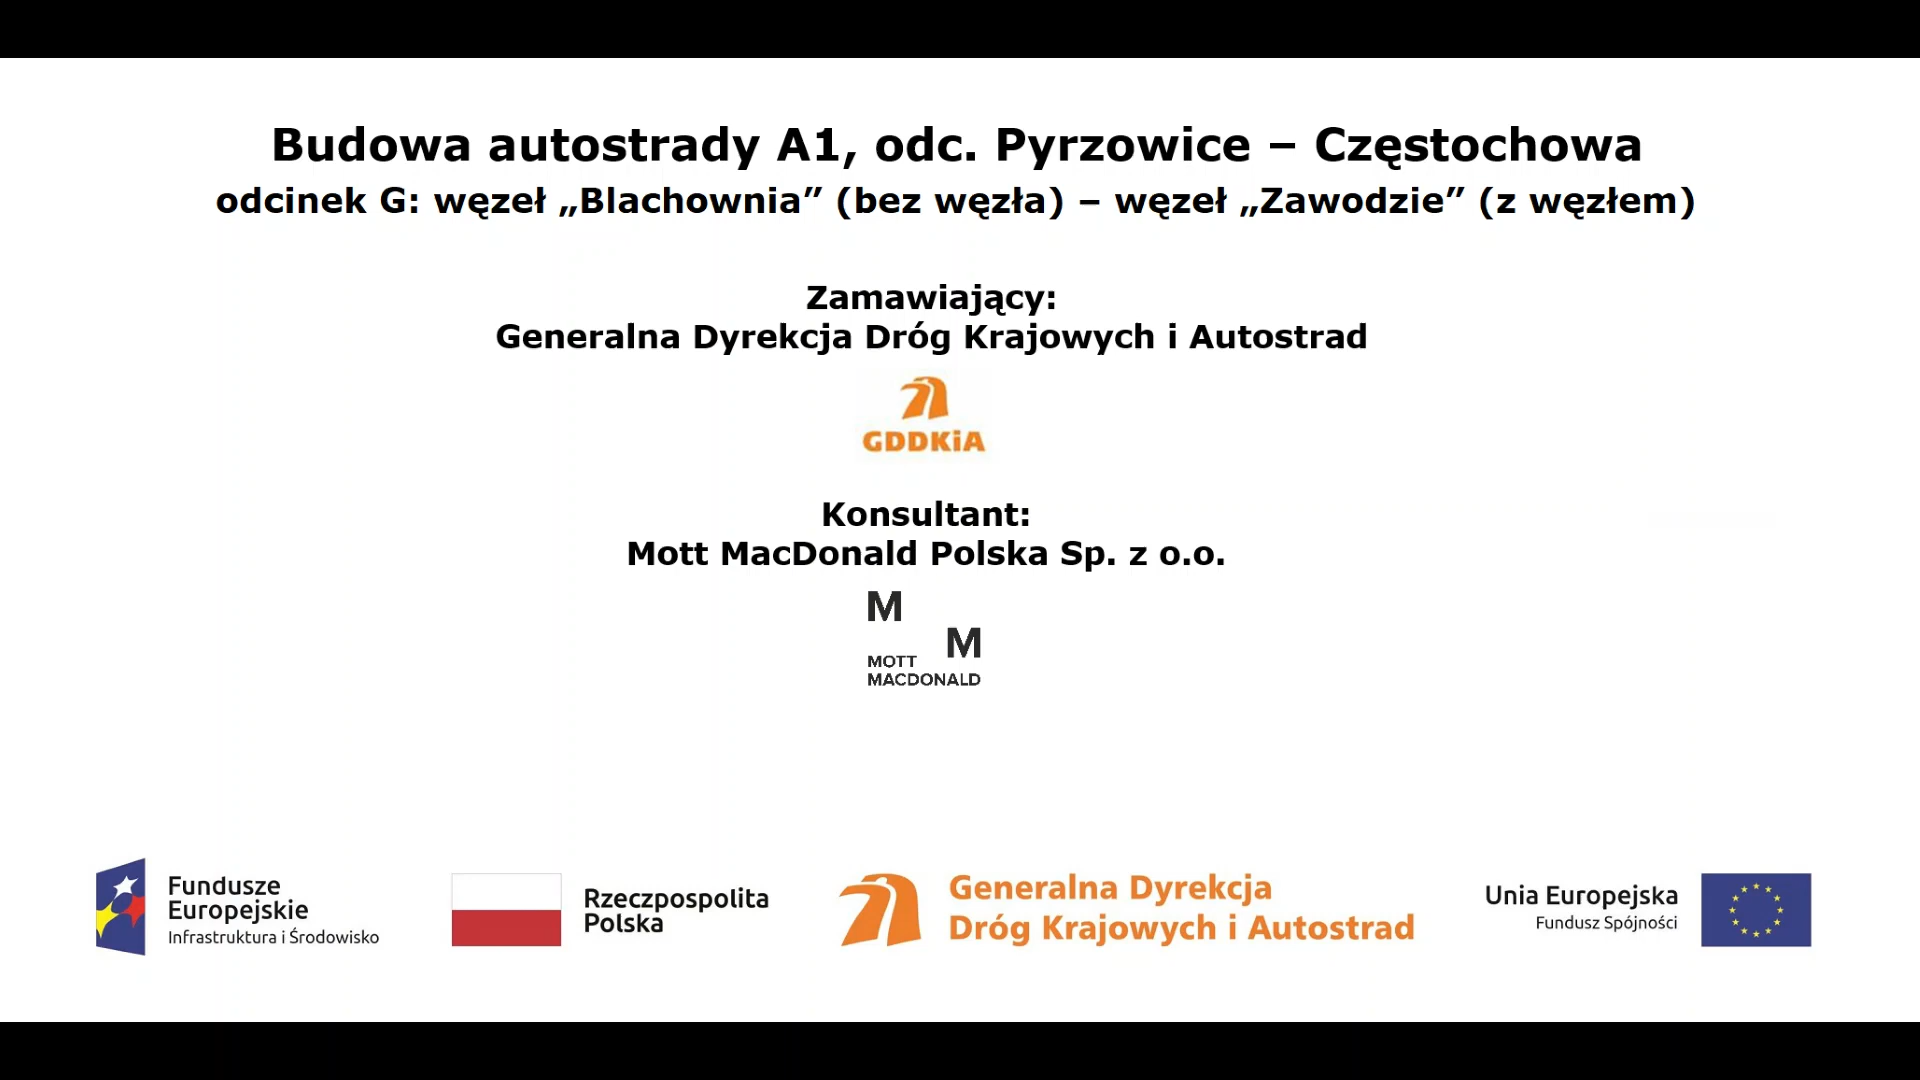 Budowa autostrady A1, odc. Pyrzowice – Częstochowa
odcinek G: węzeł „Blachownia” (bez węzła) – węzeł „Zawodzie” (z węzłem)
Zamawiający:
Generalna Dyrekcja Dróg Krajowych i Autostrad
GDDKiA
Konsultant:
Mott MacDonald Polska Sp. z o.o.
M
M
MOTT
MACDONALD
Fundusze
Europejskie
Infrastruktura i Środowisko
Rzeczpospolita
Polska
Generalna Dyrekcja
Dróg Krajowych i Autostrad
Unia Europejska
Fundusz Spójności